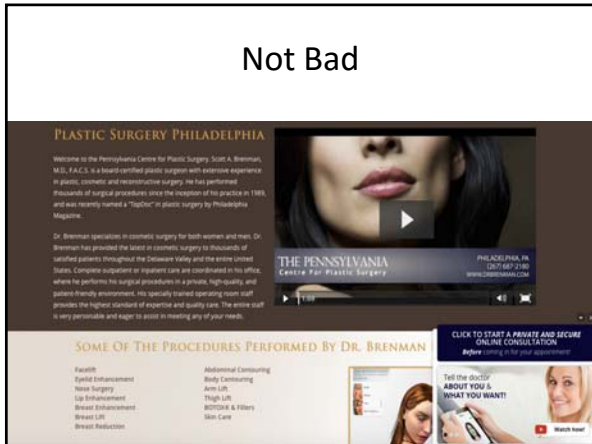 Not Bad
PLASTIC SURGERY PHILADELPHIA
Welcome to the Pennsylvania Centre for Plastic Surgery. Scott A. Brenman,
M.D., F.A.C.S. is a board-certified plastic surgeon with extensive experience
in plastic, cosmetic and reconstructive surgery. He has performed
thousands of surgical procedures since the inception of his practice in 1989,
and was recently named a "TopDoc" in plastic surgery by Philadelphia
Magazine.
Dr. Brenman specializes in cosmetic surgery for both women and men. Dr.
Brenman has provided the latest in cosmetic surgery to thousands of
satisfied patients throughout the Delaware Valley and the entire United
States. Complete outpatient or inpatient care are coordinated in his office,
where he performs his surgical procedures in a private, high-quality, and
patient-friendly environment. His specially trained operating room staff
provides the highest standard of expertise and quality care. The entire staff
is very personable and eager to assist in meeting any of your needs.
THE PENNSYLVANIA
Centre For Plastic Surgery
PHILADELPHIA, PA
(267) 687-2180
WWW.DRBRENMAN.COM
1:08
SOME OF THE PROCEDURES PERFORMED BY DR. BRENMAN
Facelift
Eyelid Enhancement
Nose Surgery
Lip Enhancement
Breast Enhancement
Breast Lift
Breast Reduction
Abdominal Contouring
Body Contouring
Arm Lift
Thigh Lift
BOTOX® & Fillers
Skin Care
CLICK TO START A PRIVATE AND SECURE
ONLINE CONSULTATION
Before coming in for your appointment!
Tell the doctor
ABOUT YOU &
WHAT YOU WANT!
Watch how!